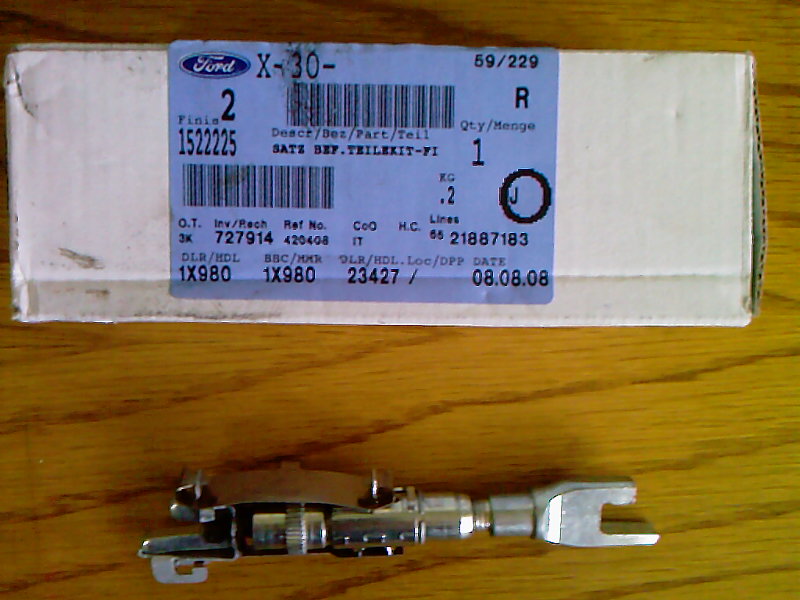 Ford X-30- 59/229
2 R
Finis Descr/Bez/Part/Teil Qty/Menge
1522225 SATZ BEF.TEILEKIT-FI 1
KG
.2 J
O.T. Inv/Rech Ref No. CoO H.C. Lines
3K 727914 420408 IT 65 21887183
DLR/HDL BBC/MMR DLR/HDL.Loc/DPP DATE
1X980 1X980 23427 / 08.08.08